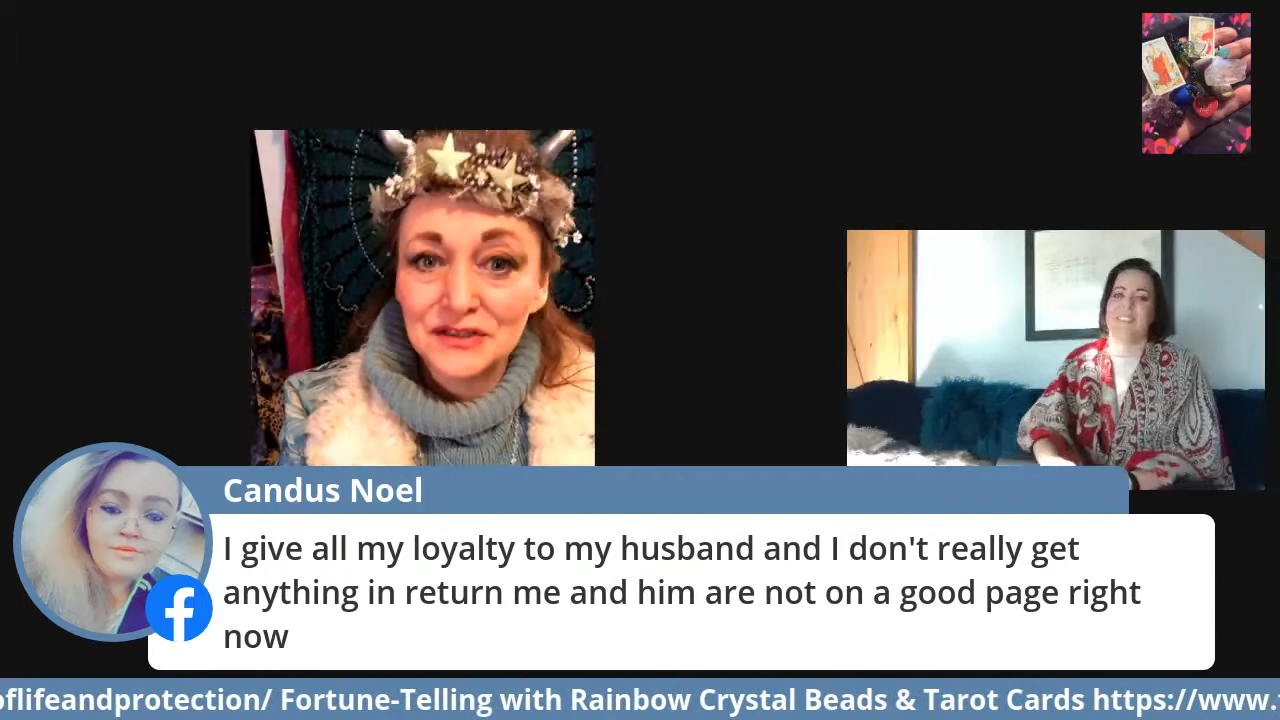 Candus Noel
I give all my loyalty to my husband and I don't really get
anything in return me and him are not on a good page right
now
oflifeandprotection/ Fortune-Telling with Rainbow Crystal Beads & Tarot Cards https://www.